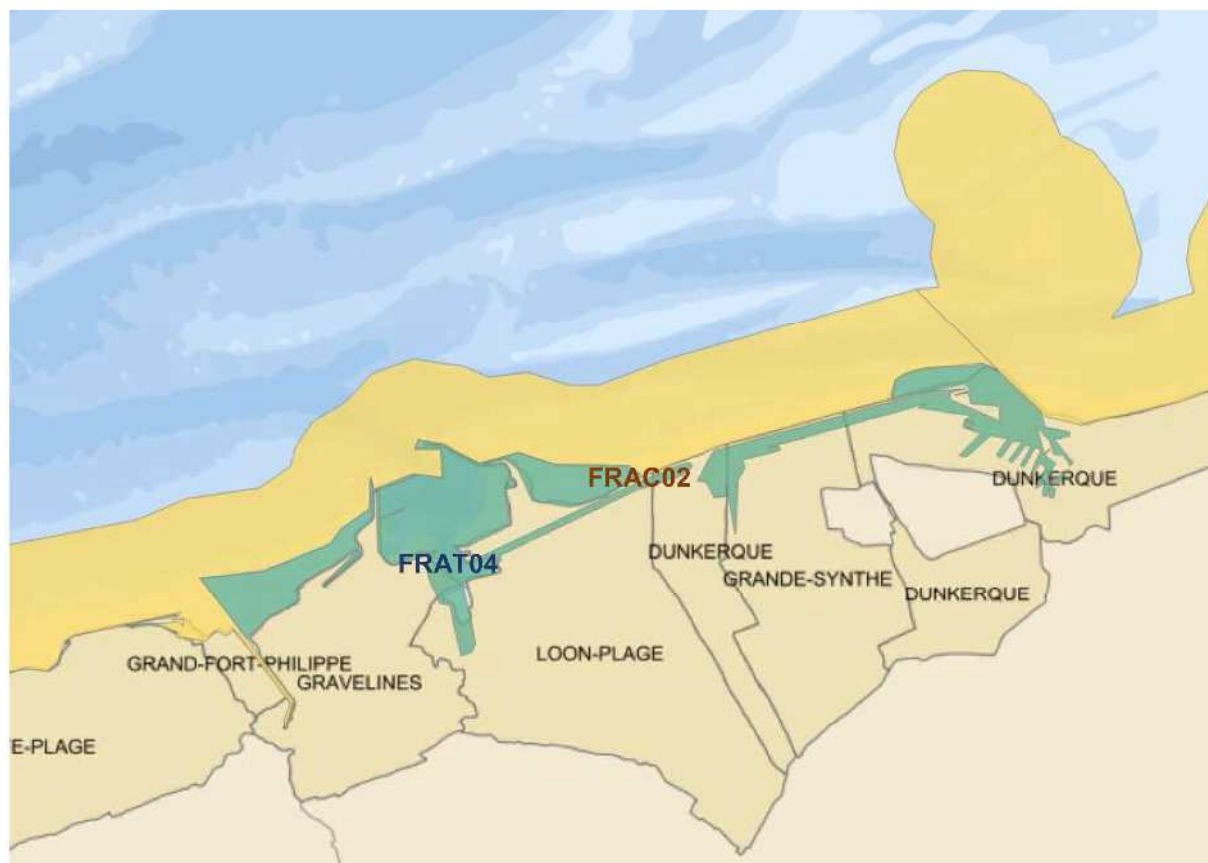 FRAC02
DUNKERQUE
FRAT04
DUNKERQUE
GRANDE-SYNTHE
DUNKERQUE
LOON-PLAGE
GRAND-FORT-PHILIPPE
GRAVELINES
E-PLAGE